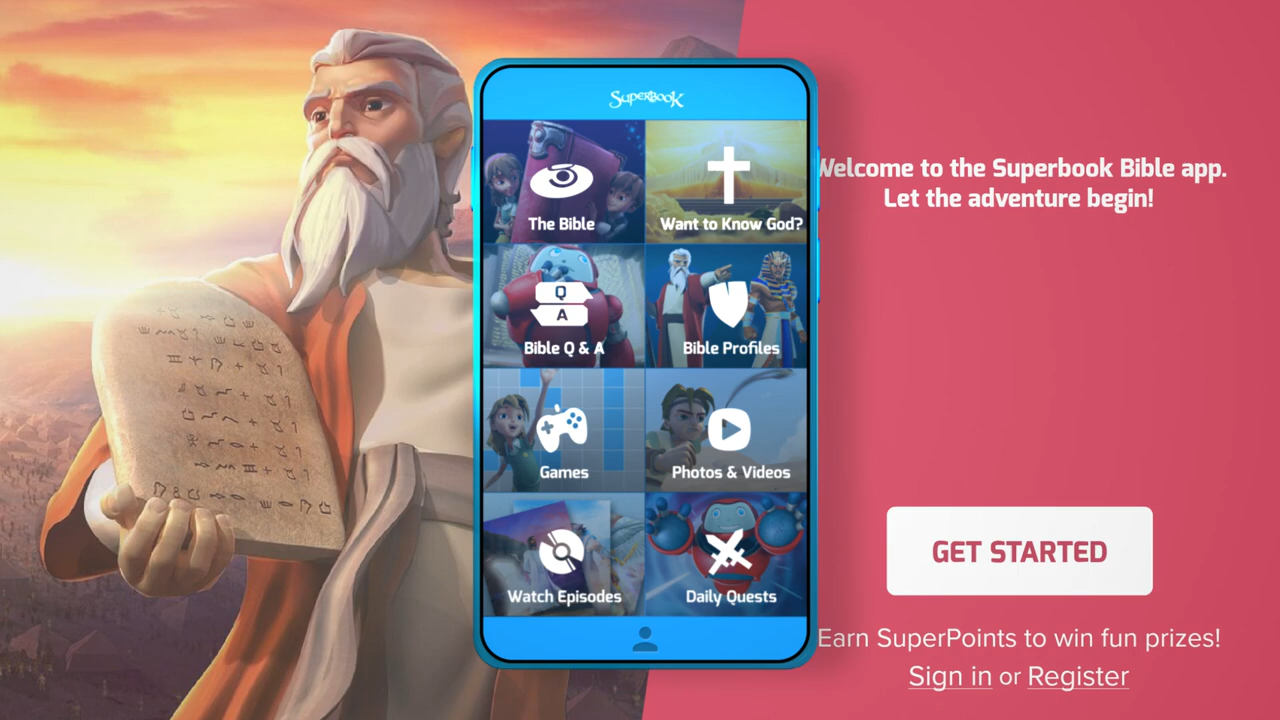 SUPERBOOK
The Bible
Want to Know God?
Q
A
Bible Q & A
Bible Profiles
Games
Photos & Videos
Watch Episodes
Daily Quests
Welcome to the Superbook Bible app.
Let the adventure begin!
GET STARTED
Earn SuperPoints to win fun prizes!
Sign in or Register